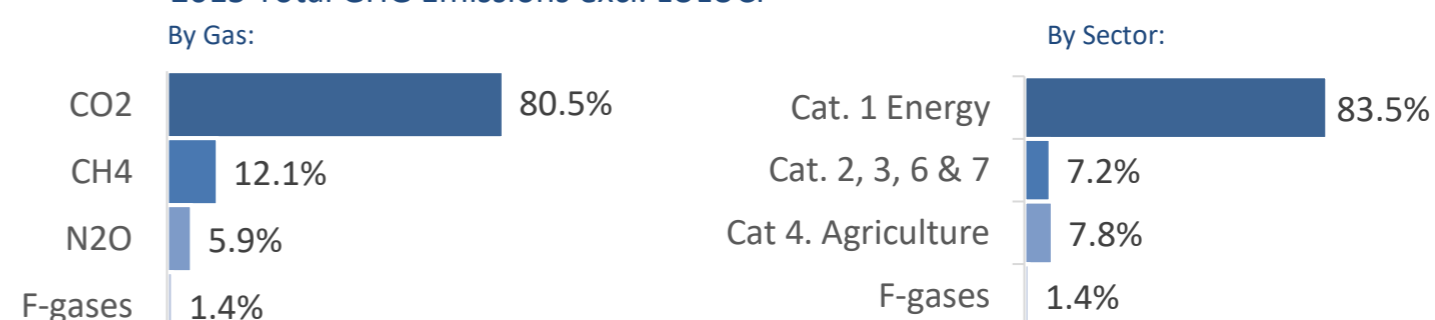 By Gas:
CO2 80.5%
CH4 12.1%
N2O 5.9%
F-gases 1.4%
By Sector:
Cat. 1 Energy 83.5%
Cat. 2, 3, 6 & 7 7.2%
Cat 4. Agriculture 7.8%
F-gases 1.4%